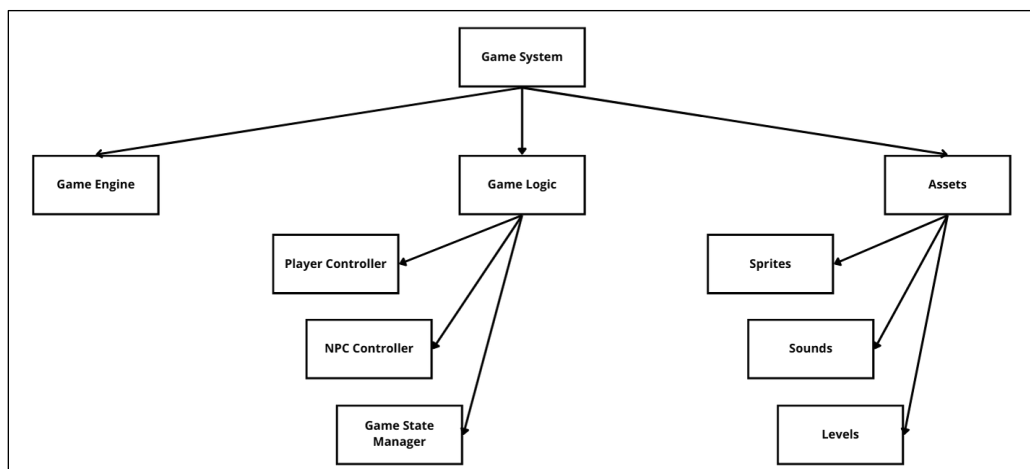 Game System
Game Engine
Game Logic
Assets
Player Controller
Sprites
NPC Controller
Sounds
Game State
Manager
Levels